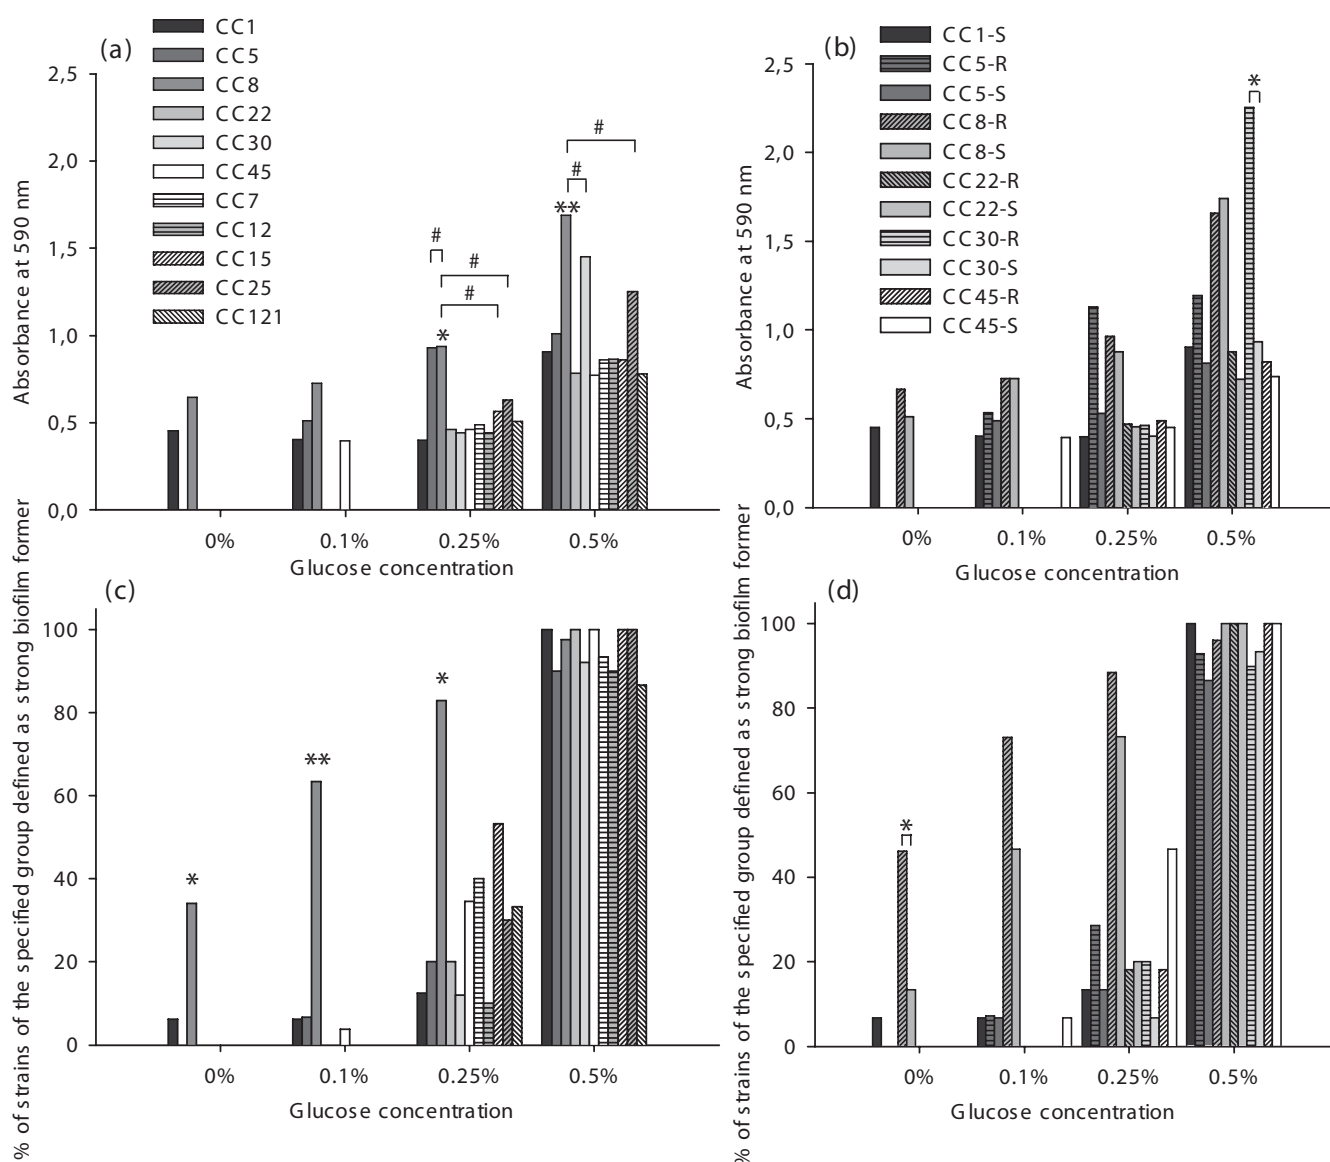 (a)
CC1
CC5
CC8
CC22
CC30
CC45
CC7
CC12
CC15
CC25
CC121
Absorbance at 590 nm
2,5
2,0
1,5
1,0
0,5
0,0
#
#
#
*
**
#
#
0%
0.1%
0.25%
0.5%
Glucose concentration
(b)
CC1-S
CC5-R
CC5-S
CC8-R
CC8-S
CC22-R
CC22-S
CC30-R
CC30-S
CC45-R
CC45-S
Absorbance at 590 nm
2,5
2,0
1,5
1,0
0,5
0,0
*
0%
0.1%
0.25%
0.5%
Glucose concentration
(c)
% of strains of the specified group defined as strong biofilm former
100
80
60
40
20
0
*
**
*
0%
0.1%
0.25%
0.5%
Glucose concentration
(d)
% of strains of the specified group defined as strong biofilm former
100
80
60
40
20
0
*
0%
0.1%
0.25%
0.5%
Glucose concentration